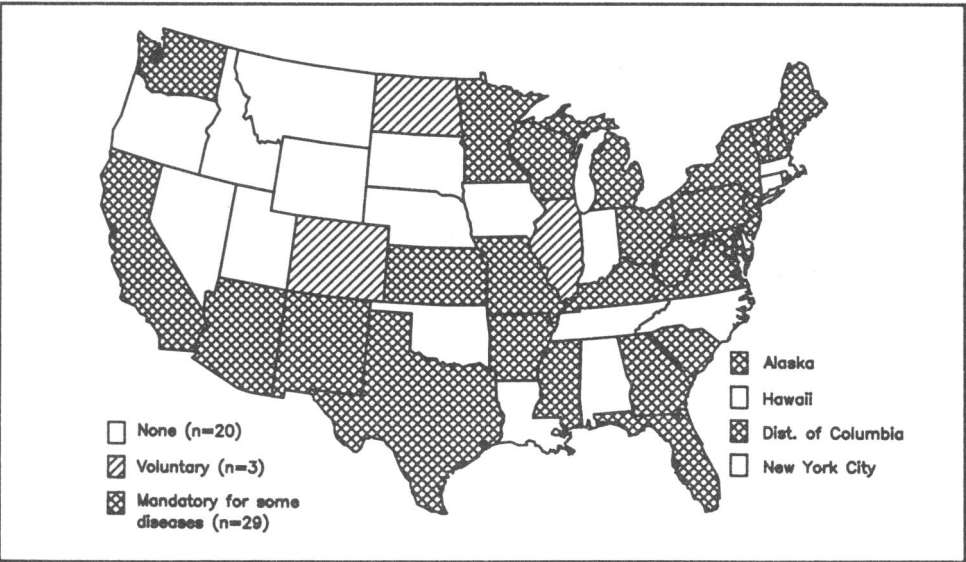 None (n=20)
Voluntary (n=3)
Mandatory for some
diseases (n=29)
Alaska
Hawaii
Dist. of Columbia
New York City